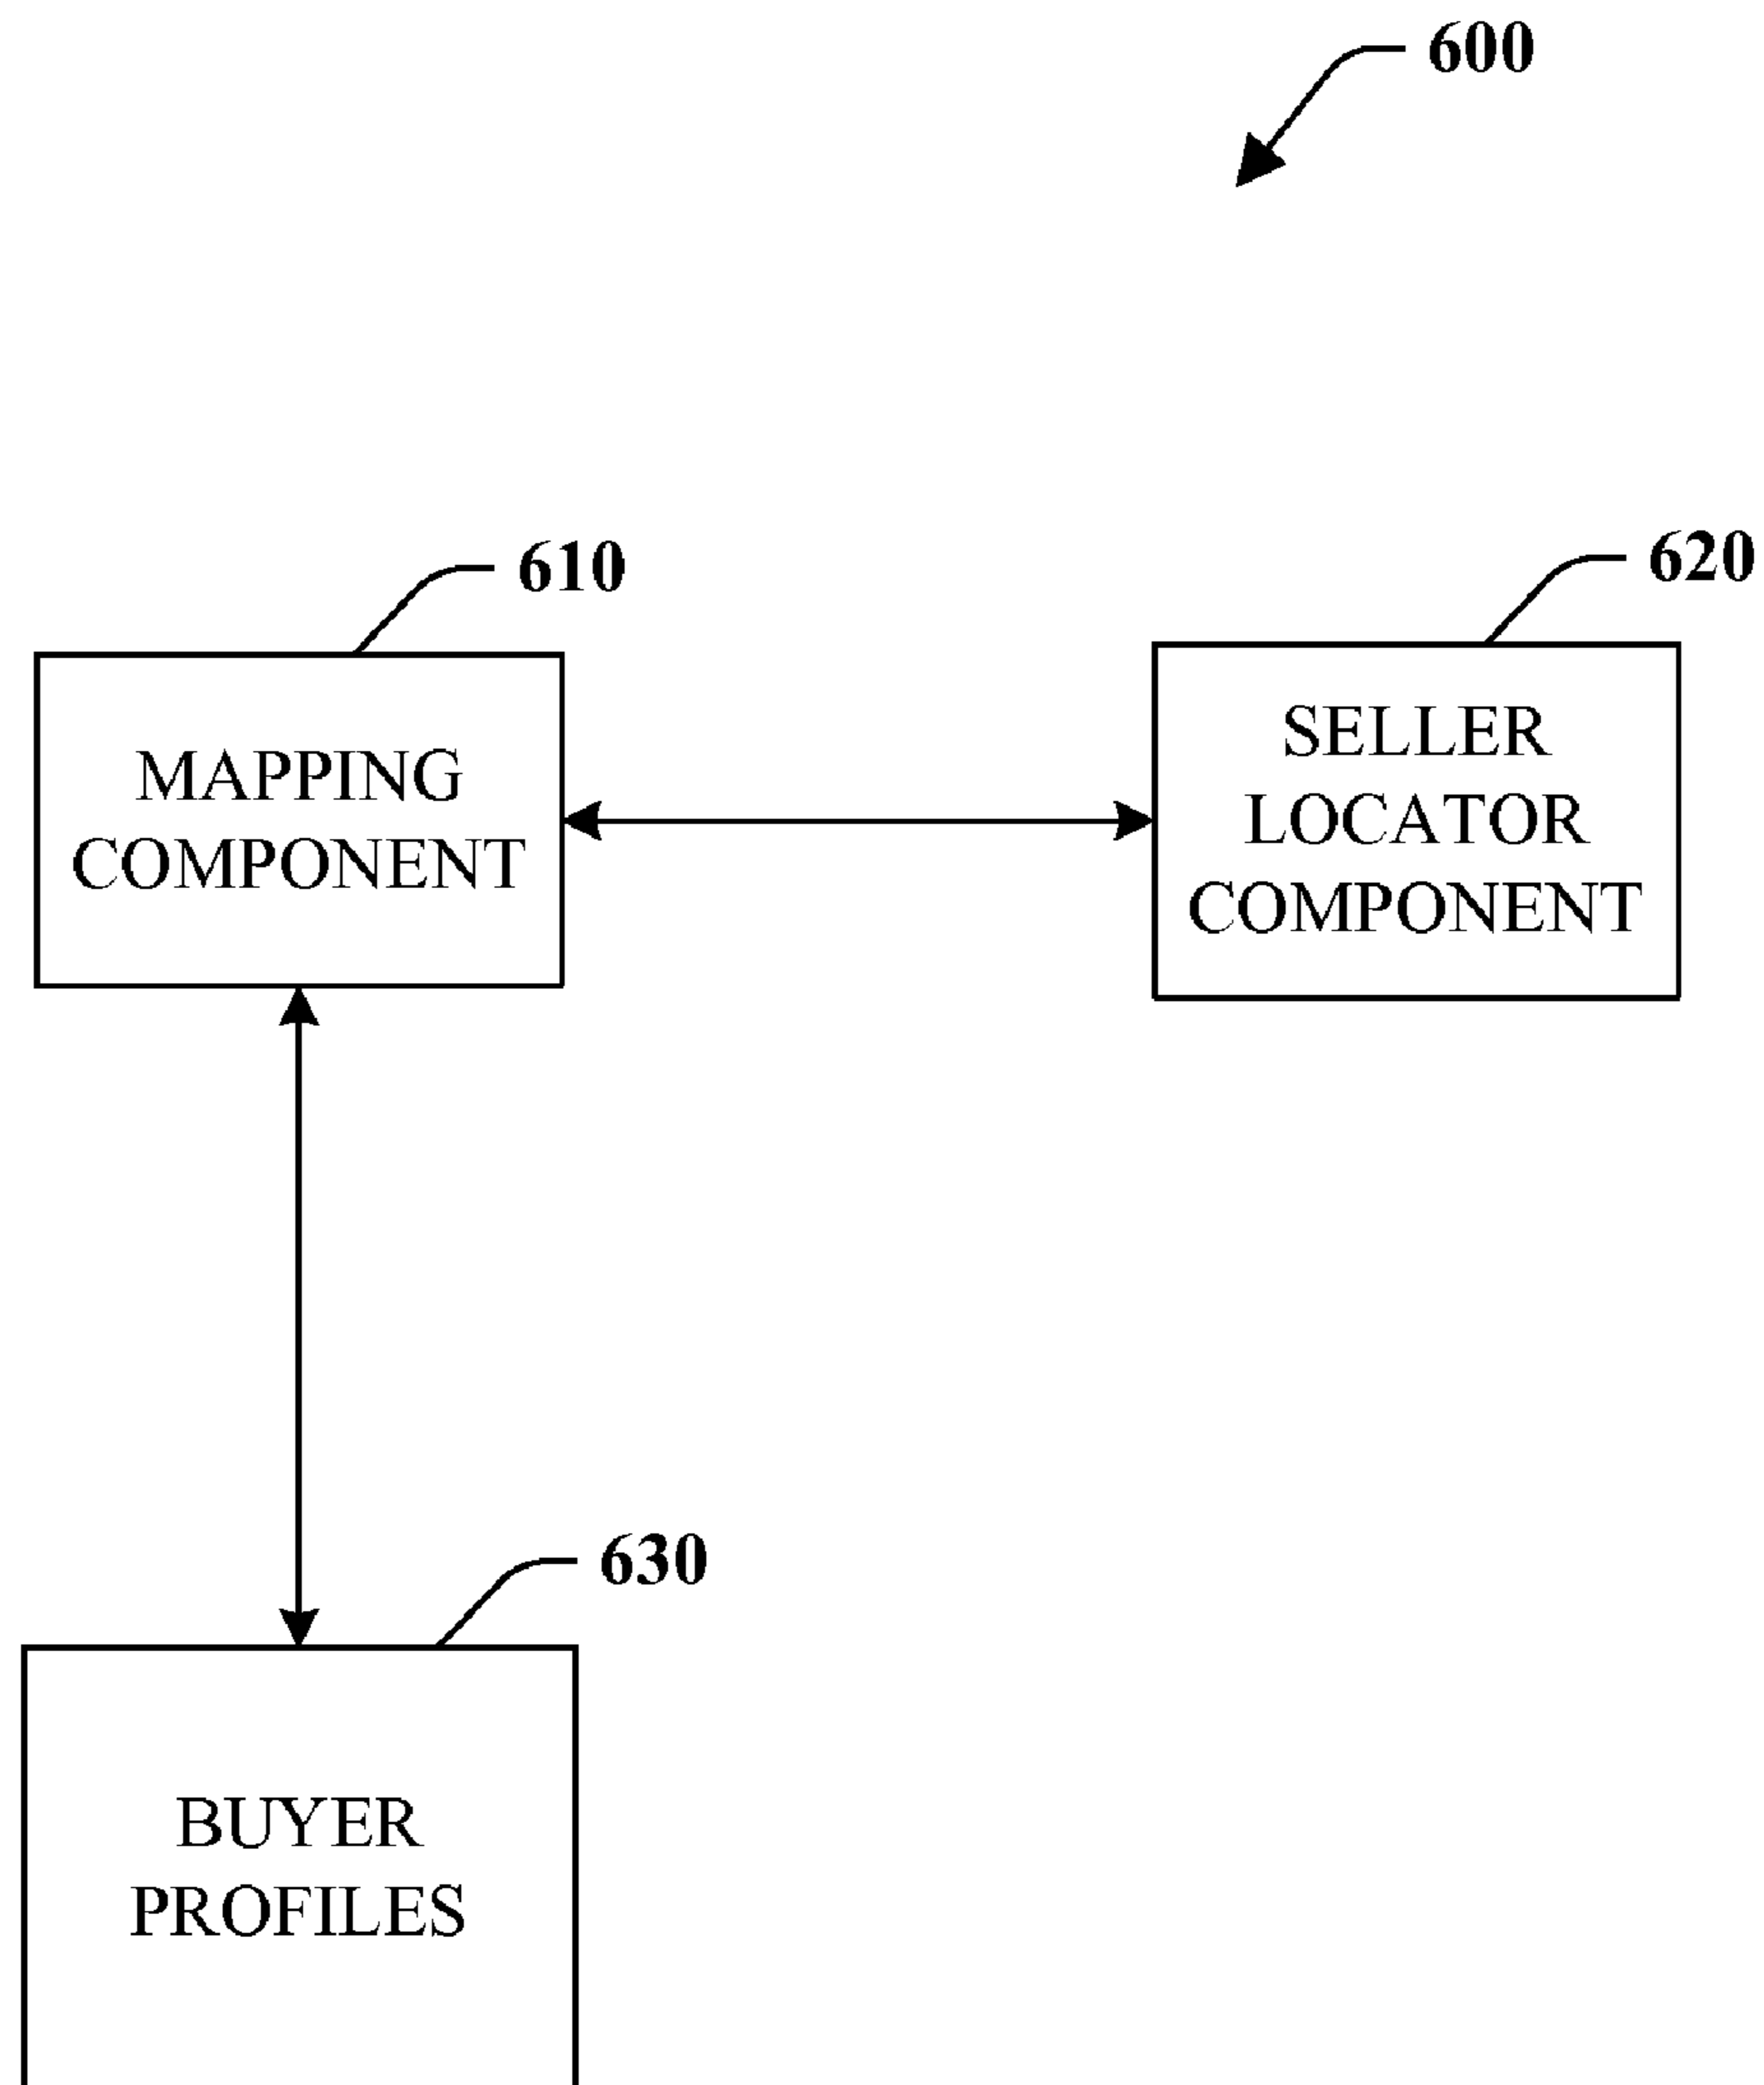 600
610
620
MAPPING
COMPONENT
SELLER
LOCATOR
COMPONENT
630
BUYER
PROFILES